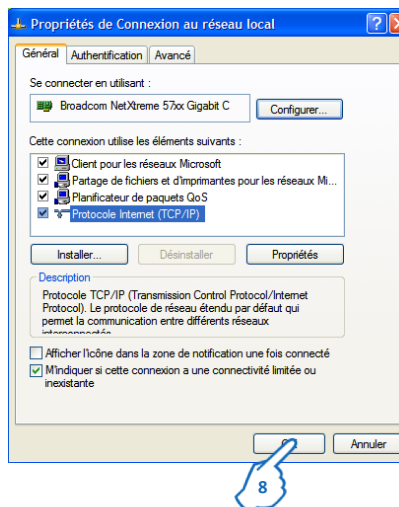 Propriétés de Connexion au réseau local
Général Authentification Avancé
Se connecter en utilisant :
Broadcom NetXtreme 57xx Gigabit C
Configurer...
Cette connexion utilise les éléments suivants :
Client pour les réseaux Microsoft
Partage de fichiers et d'imprimantes pour les réseaux Mi...
Planificateur de paquets QoS
Protocole Internet (TCP/IP)
Installer... Désinstaller Propriétés
Description
Protocole TCP/IP (Transmission Control Protocol/Internet
Protocol). Le protocole de réseau étendu par défaut qui
permet la communication entre différents réseaux
Afficher l'icône dans la zone de notification une fois connecté
M'indiquer si cette connexion a une connectivité limitée ou
inexistante
Annuler
8